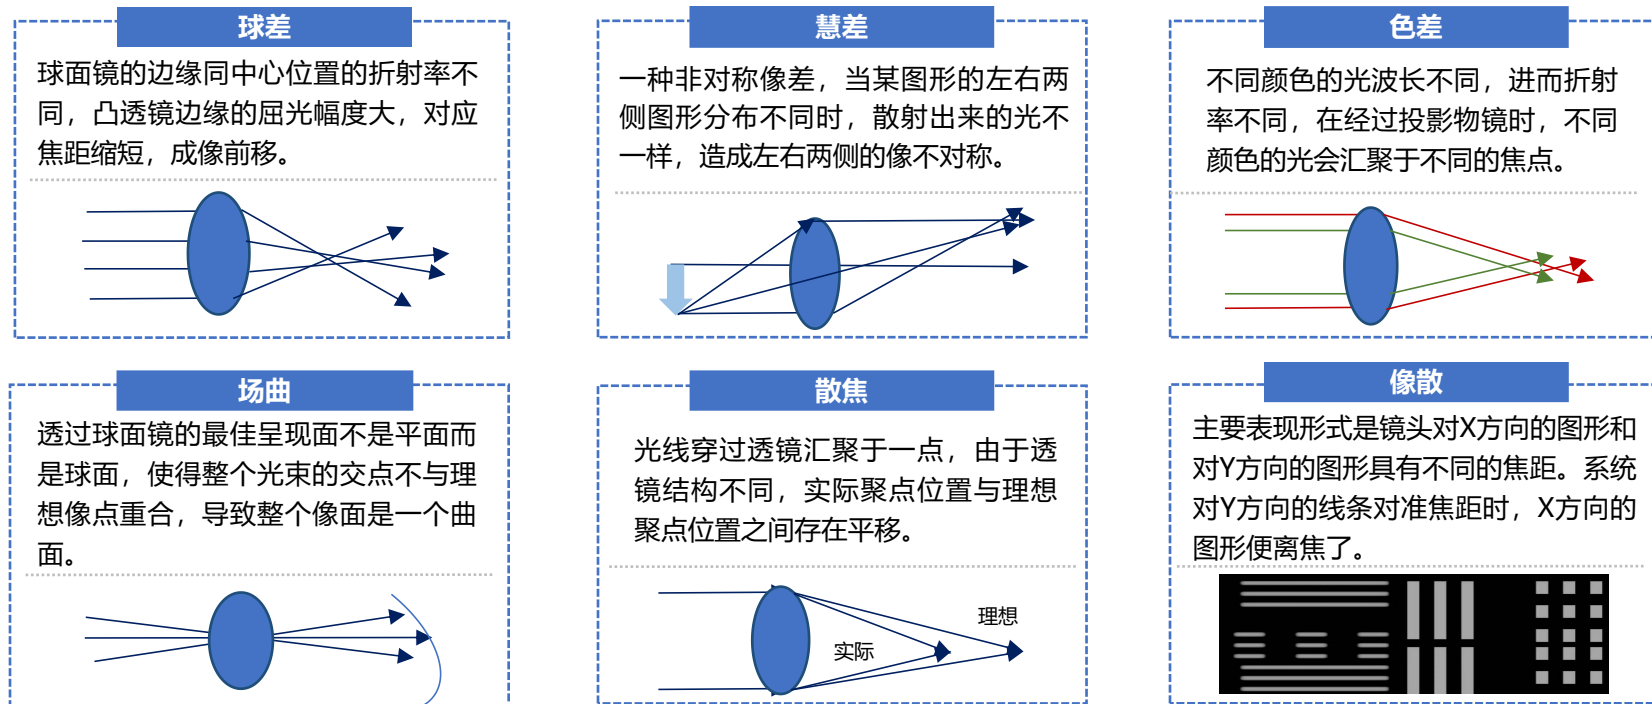 球差
球面镜的边缘同中心位置的折射率不
同，凸透镜边缘的屈光幅度大，对应
焦距缩短，成像前移。
慧差
一种非对称像差，当某图形的左右两
侧图形分布不同时，散射出来的光不
一样，造成左右两侧的像不对称。
色差
不同颜色的光波长不同，进而折射
率不同，在经过投影物镜时，不同
颜色的光会汇聚于不同的焦点。
场曲
透过球面镜的最佳呈现面不是平面而
是球面，使得整个光束的交点不与理
想像点重合，导致整个像面是一个曲
面。
散焦
光线穿过透镜汇聚于一点，由于透
镜结构不同，实际聚点位置与理想
聚点位置之间存在平移。
理想
实际
像散
主要表现形式是镜头对X方向的图形和
对Y方向的图形具有不同的焦距。系统
对Y方向的线条对准焦距时，X方向的
图形便离焦了。